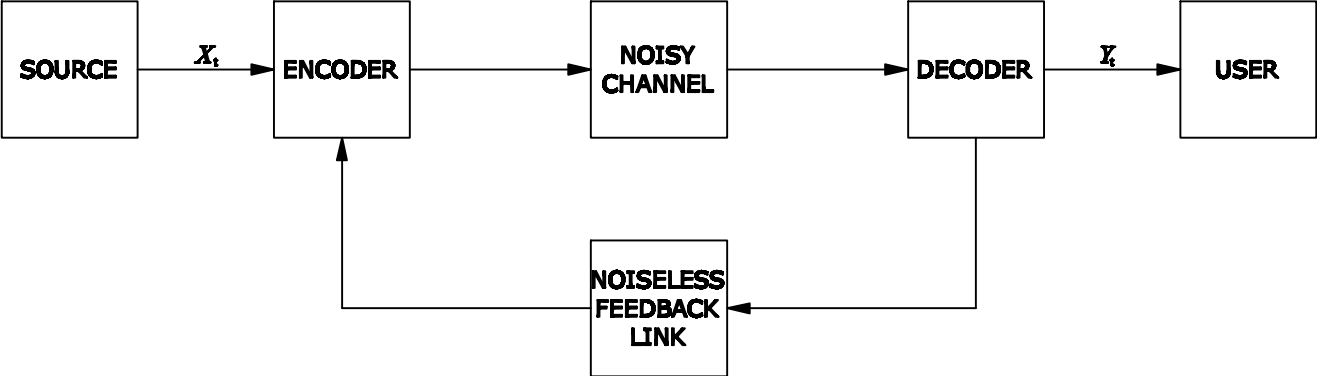 SOURCE
X_t
ENCODER
NOISY
CHANNEL
DECODER
Y_t
USER
NOISELESS
FEEDBACK
LINK